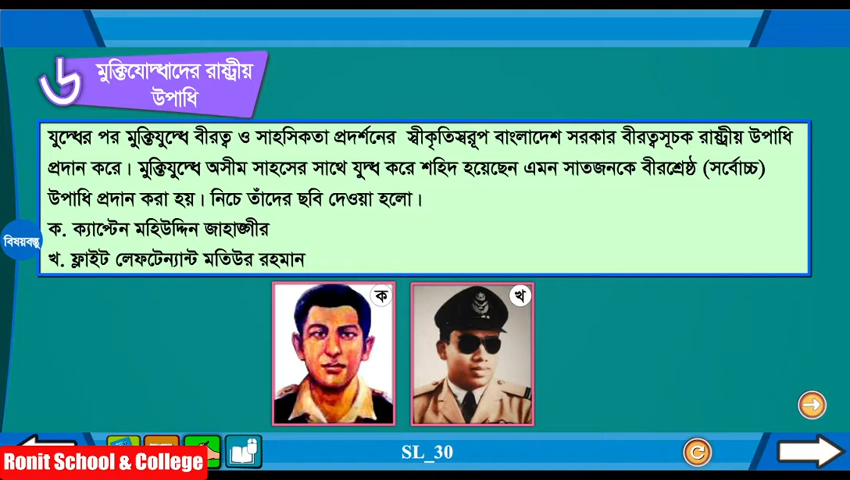 ৬
মুক্তিযোদ্ধাদের রাষ্ট্রীয়
উপাধি
যুদ্ধের পর মুক্তিযুদ্ধে বীরত্ব ও সাহসিকতা প্রদর্শনের স্বীকৃতিস্বরূপ বাংলাদেশ সরকার বীরত্বসূচক রাষ্ট্রীয় উপাধি
প্রদান করে। মুক্তিযুদ্ধে অসীম সাহসের সাথে যুদ্ধ করে শহিদ হয়েছেন এমন সাতজনকে বীরশ্রেষ্ঠ (সর্বোচ্চ)
উপাধি প্রদান করা হয়। নিচে তাঁদের ছবি দেওয়া হলো।
ক. ক্যাপ্টেন মহিউদ্দিন জাহাঙ্গীর
খ. ফ্লাইট লেফটেন্যান্ট মতিউর রহমান
বিষয়বস্তু
ক
খ
SL_30
Ronit School & College